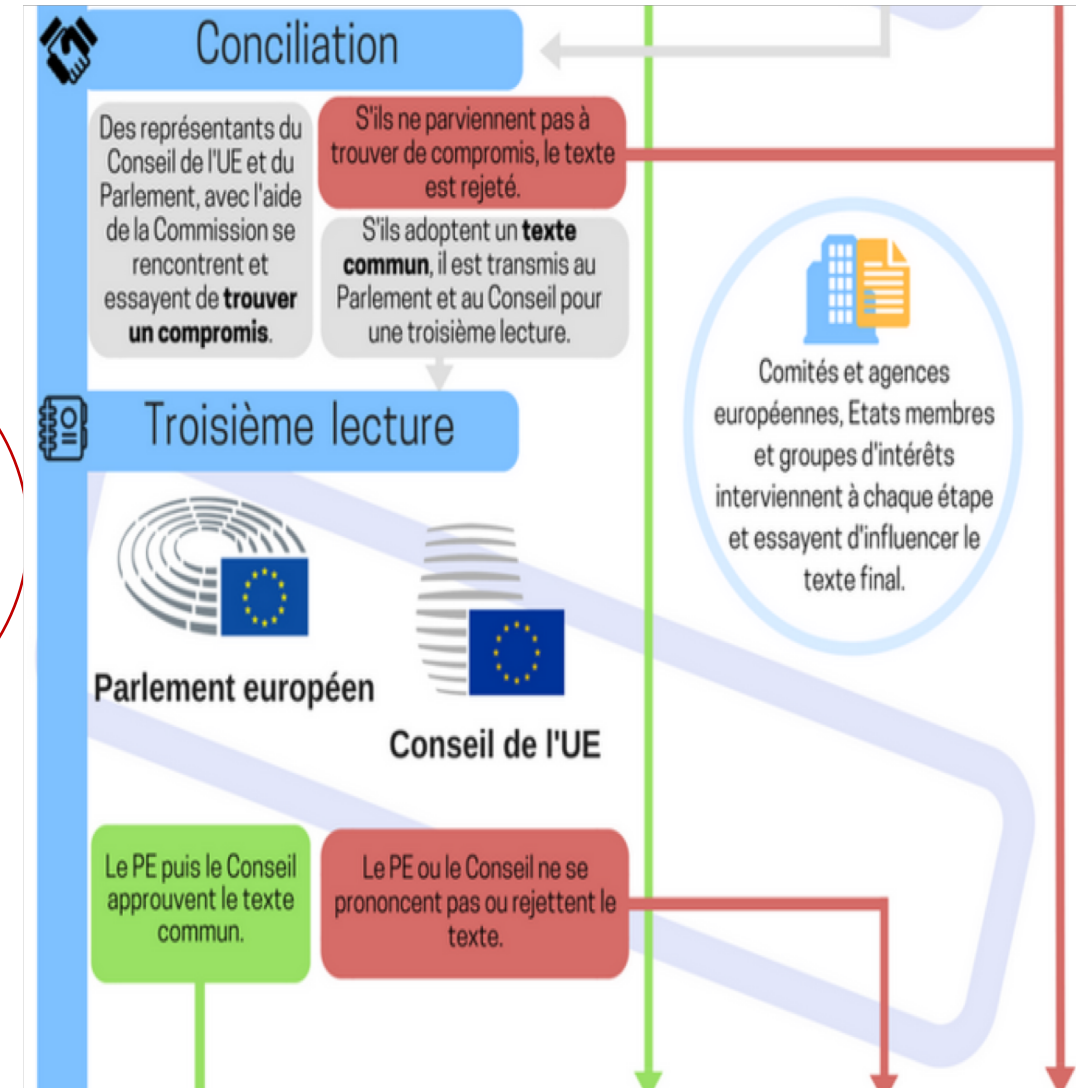 Conciliation
Des représentants du
Conseil de l'UE et du
Parlement, avec l'aide
de la Commission se
rencontrent et
essayent de trouver
un compromis.
S'ils ne parviennent pas à
trouver de compromis, le texte
est rejeté.
S'ils adoptent un texte
commun, il est transmis au
Parlement et au Conseil pour
une troisième lecture.
Comités et agences
européennes, Etats membres
et groupes d'intérêts
interviennent à chaque étape
et essayent d'influencer le
texte final.
Troisième lecture
Parlement européen
Conseil de l'UE
Le PE puis le Conseil
approuvent le texte
commun.
Le PE ou le Conseil ne se
prononcent pas ou rejettent le
texte.